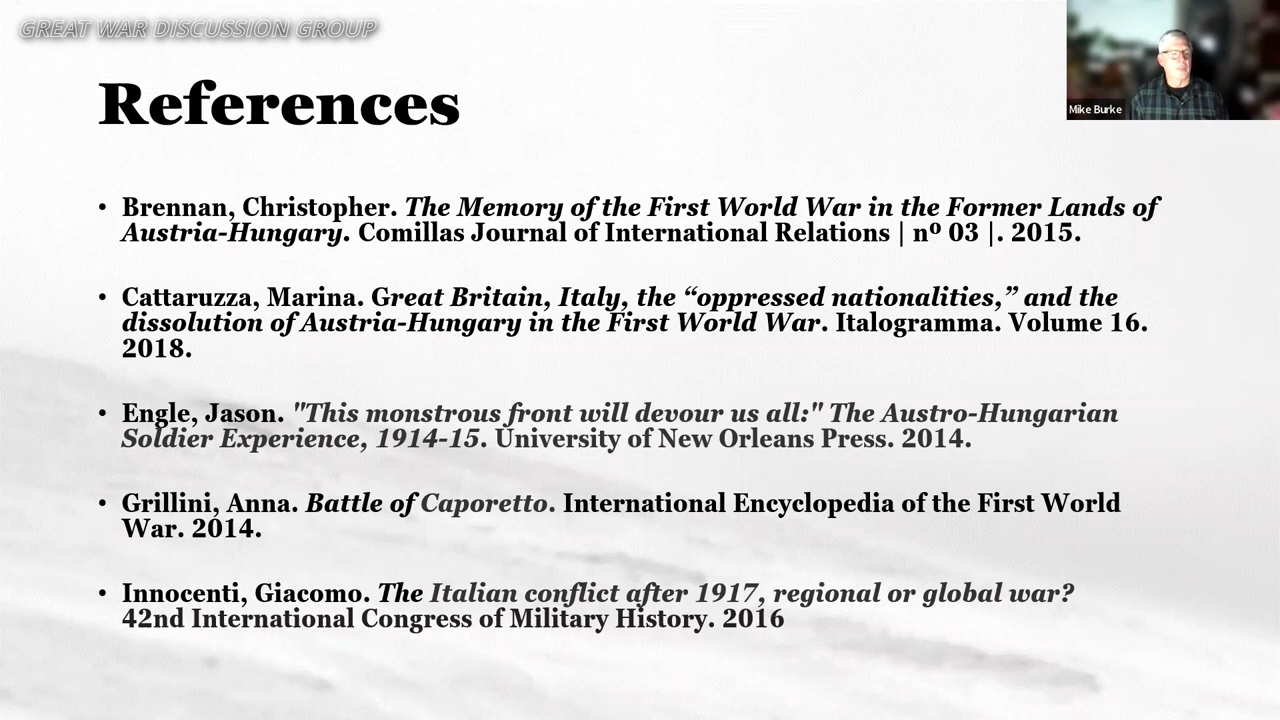 GREAT WAR DISCUSSION GROUP
Mike Burke
References
• Brennan, Christopher. The Memory of the First World War in the Former Lands of
Austria-Hungary. Comillas Journal of International Relations | nº 03 |. 2015.
• Cattaruzza, Marina. Great Britain, Italy, the “oppressed nationalities,” and the
dissolution of Austria-Hungary in the First World War. Italogramma. Volume 16.
2018.
• Engle, Jason. "This monstrous front will devour us all:" The Austro-Hungarian
Soldier Experience, 1914-15. University of New Orleans Press. 2014.
• Grillini, Anna. Battle of Caporetto. International Encyclopedia of the First World
War. 2014.
• Innocenti, Giacomo. The Italian conflict after 1917, regional or global war?
42nd International Congress of Military History. 2016